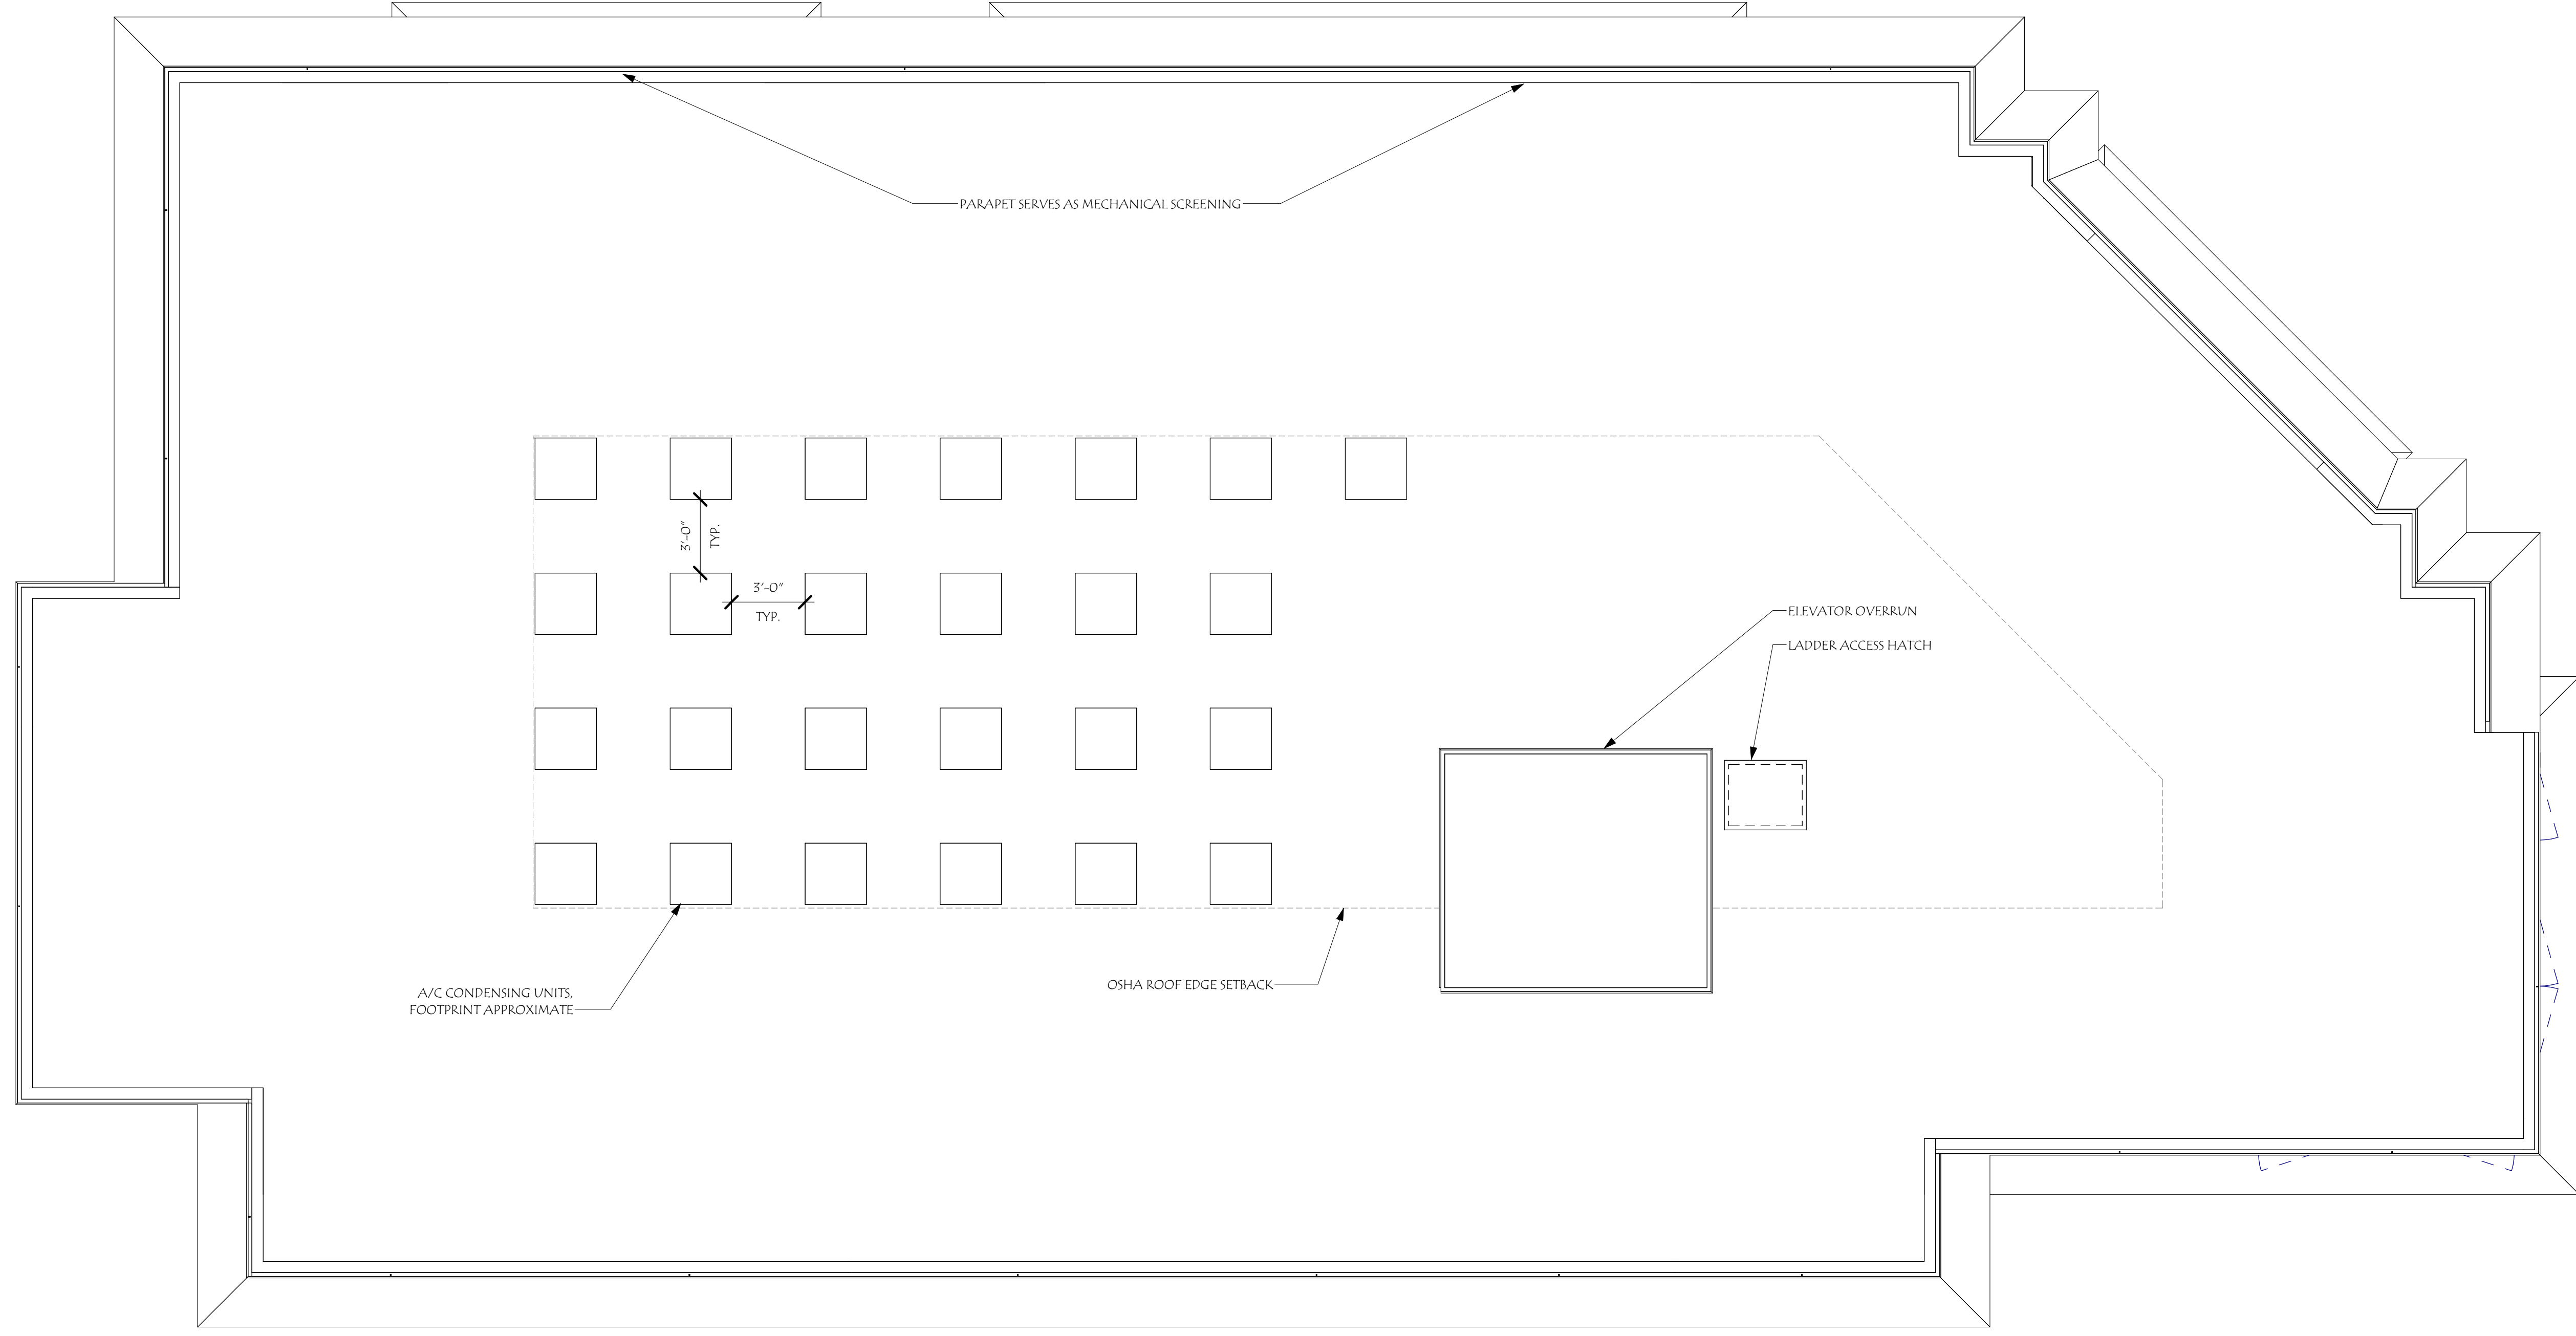 PARAPET SERVES AS MECHANICAL SCREENING
3'-0"
TYP.
3'-0"
TYP.
ELEVATOR OVERRUN
LADDER ACCESS HATCH
OSHA ROOF EDGE SETBACK
A/C CONDENSING UNITS,
FOOTPRINT APPROXIMATE